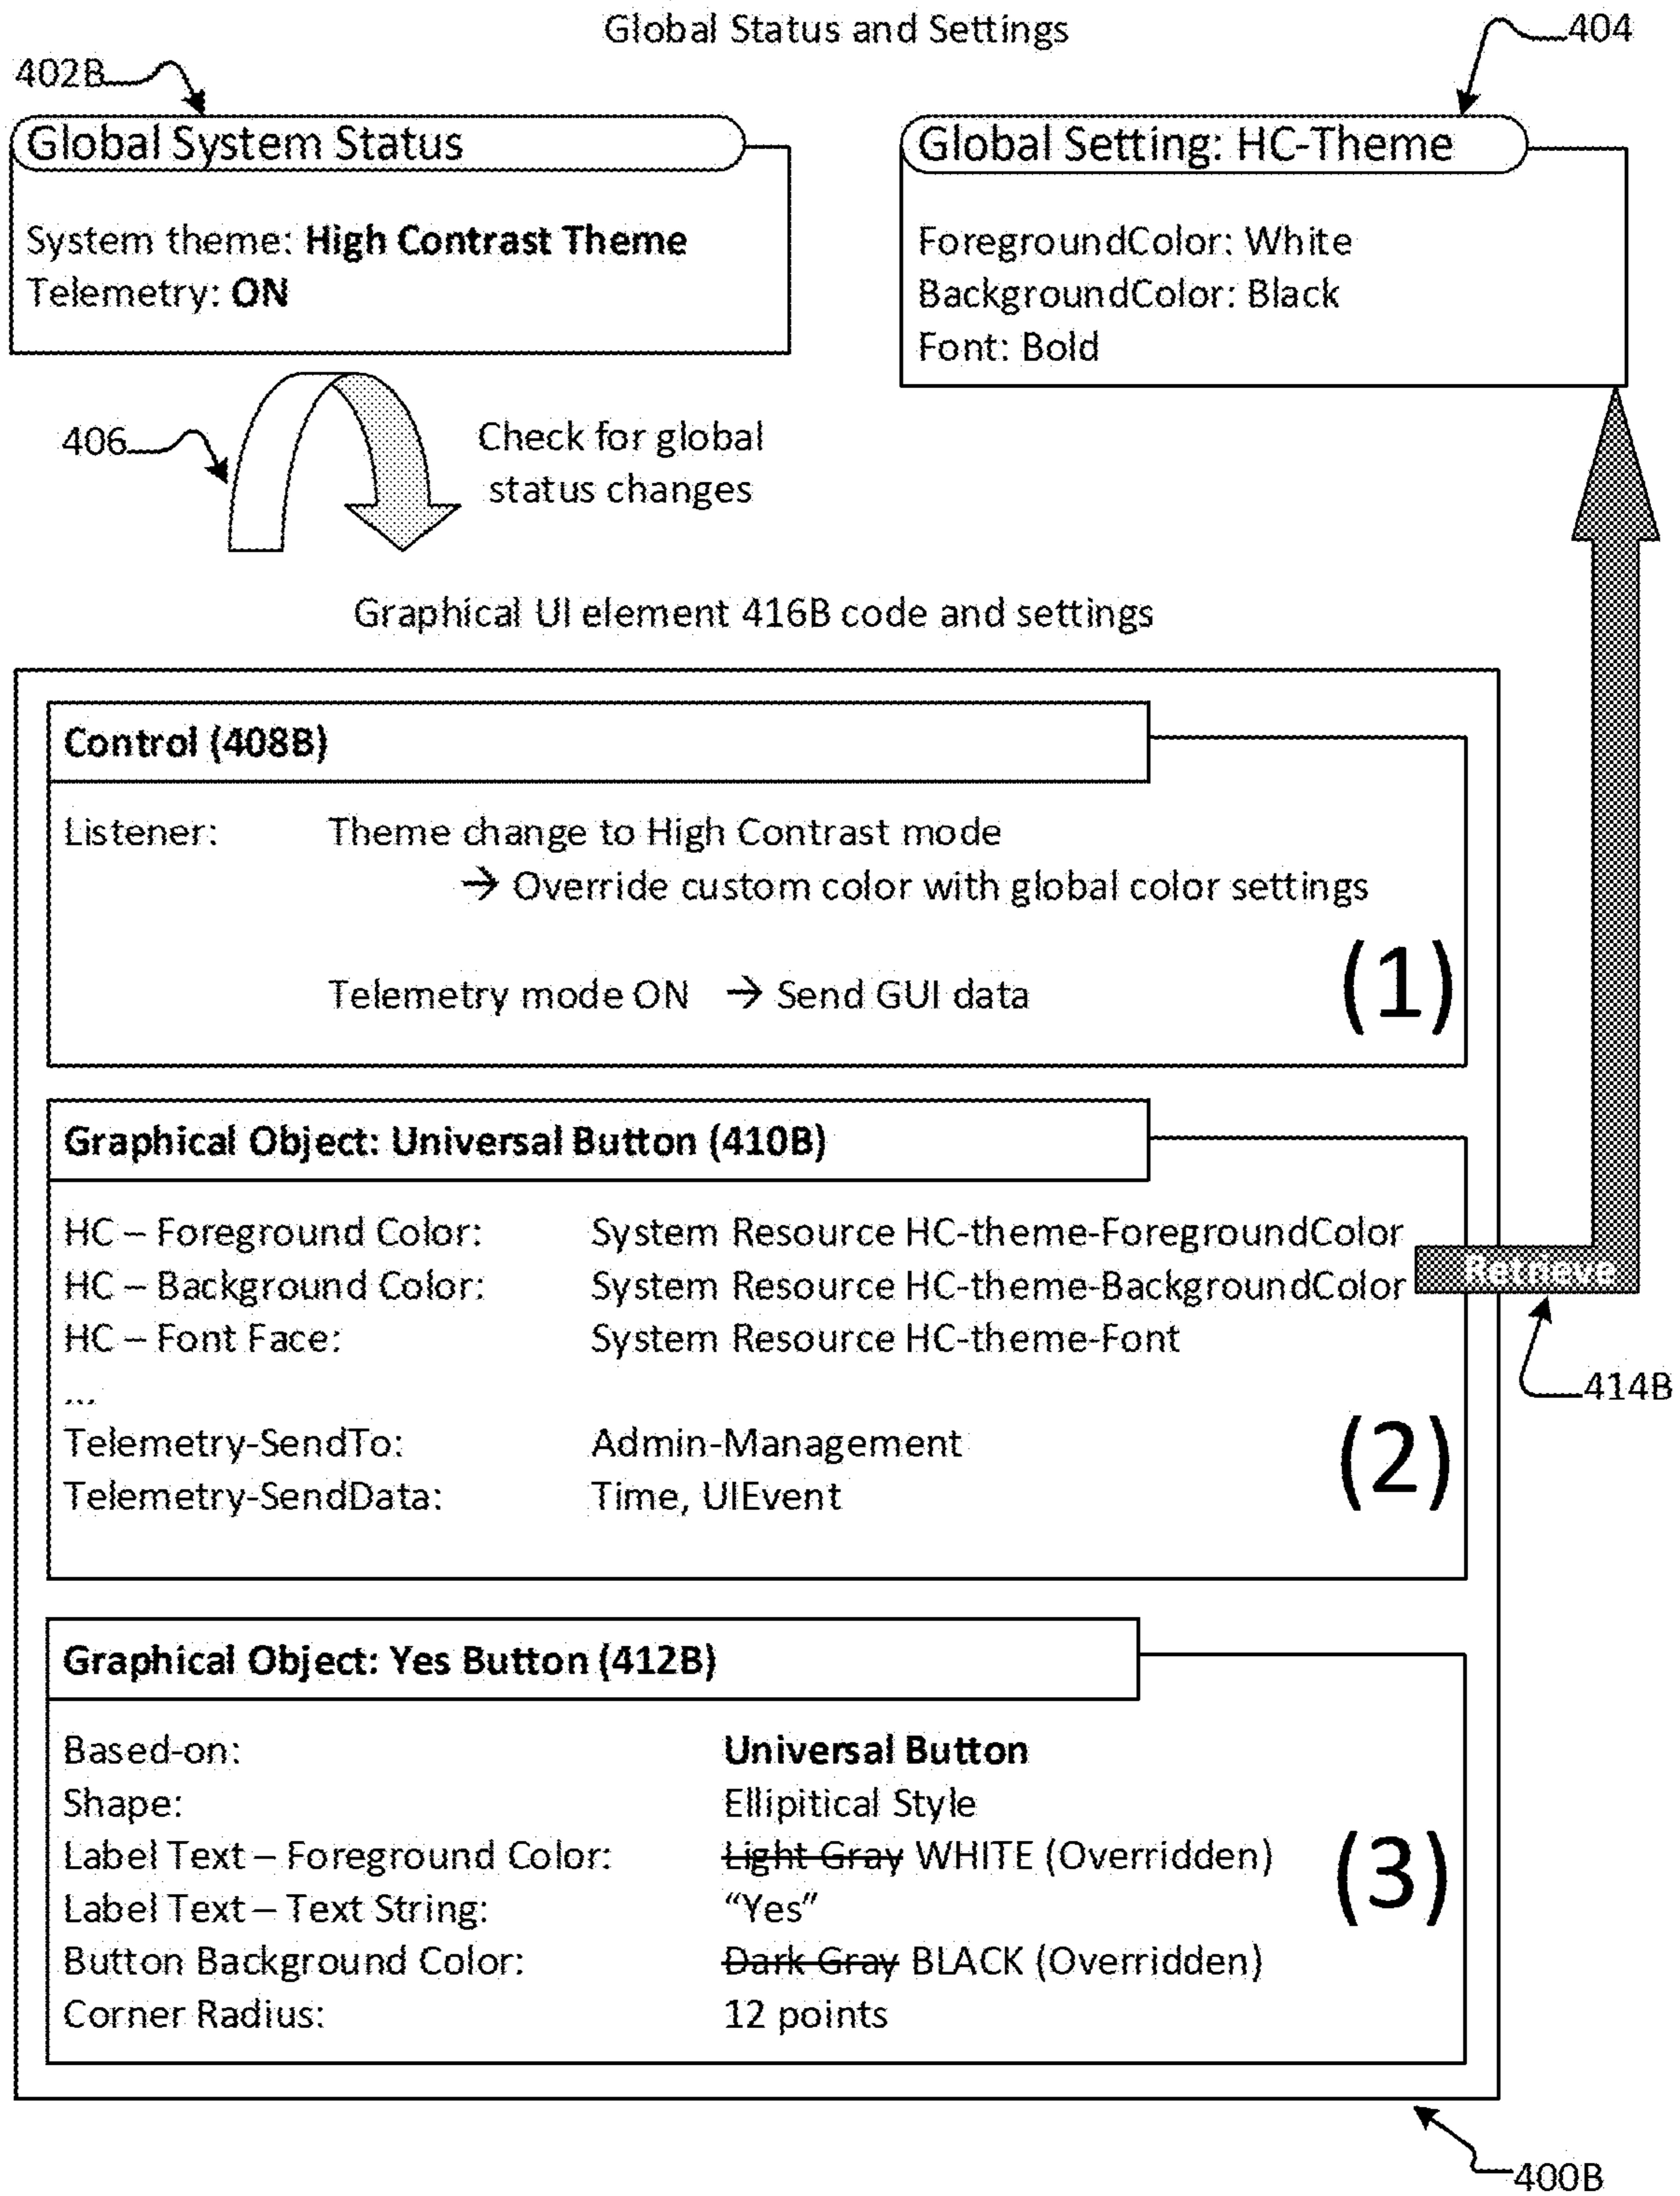 Global Status and Settings
404
402B
Global System Status
System theme: High Contrast Theme
Telemetry: ON
Global Setting: HC-Theme
ForegroundColor: White
BackgroundColor: Black
Font: Bold
406
Check for global
status changes
Graphical UI element 416B code and settings
Control (408B)
Listener: Theme change to High Contrast mode
→ Override custom color with global color settings
Telemetry mode ON → Send GUI data
(1)
Graphical Object: Universal Button (410B)
HC – Foreground Color: System Resource HC-theme-ForegroundColor
HC – Background Color: System Resource HC-theme-BackgroundColor
HC – Font Face: System Resource HC-theme-Font
...
Telemetry-SendTo: Admin-Management
Telemetry-SendData: Time, UIEvent
(2)
Retrieve
414B
Graphical Object: Yes Button (412B)
Based-on: Universal Button
Shape: Ellipitical Style
Label Text – Foreground Color: Light Gray WHITE (Overridden)
Label Text – Text String: “Yes”
Button Background Color: Dark Gray BLACK (Overridden)
Corner Radius: 12 points
(3)
400B